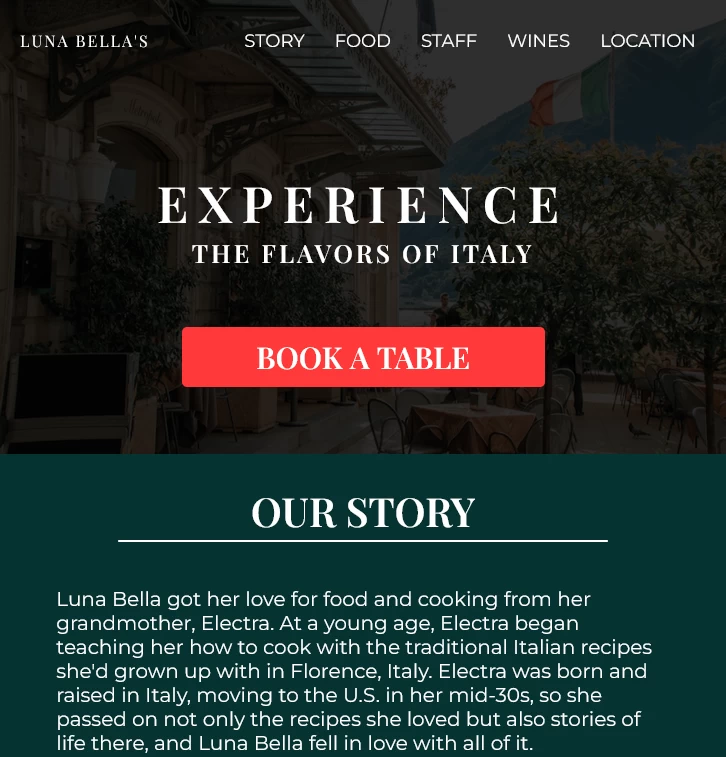 LUNA BELLA'S STORY FOOD STAFF WINES LOCATION
EXPERIENCE
THE FLAVORS OF ITALY
BOOK A TABLE
OUR STORY
Luna Bella got her love for food and cooking from her
grandmother, Electra. At a young age, Electra began
teaching her how to cook with the traditional Italian recipes
she'd grown up with in Florence, Italy. Electra was born and
raised in Italy, moving to the U.S. in her mid-30s, so she
passed on not only the recipes she loved but also stories of
life there, and Luna Bella fell in love with all of it.